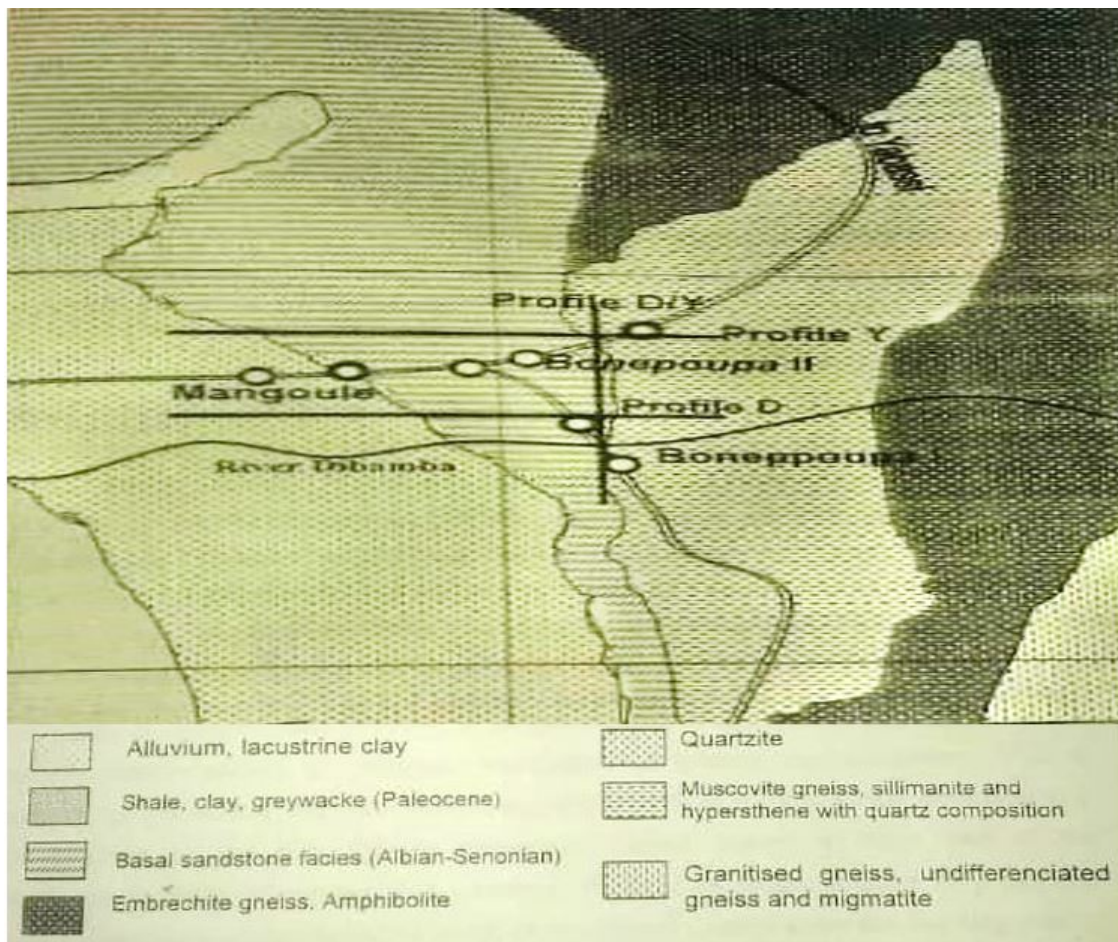 Profile D/Y
Profile Y
Bonepoupa II
Mangoule
Profile D
River Dibamba
Boneppoupa I
Alluvium, lacustrine clay
Shale, clay, greywacke (Paleocene)
Basal sandstone facies (Albian-Senonian)
Embrechite gneiss, Amphibolite
Quartzite
Muscovite gneiss, sillimanite and
hypersthene with quartz composition
Granitised gneiss, undifferenciated
gneiss and migmatite